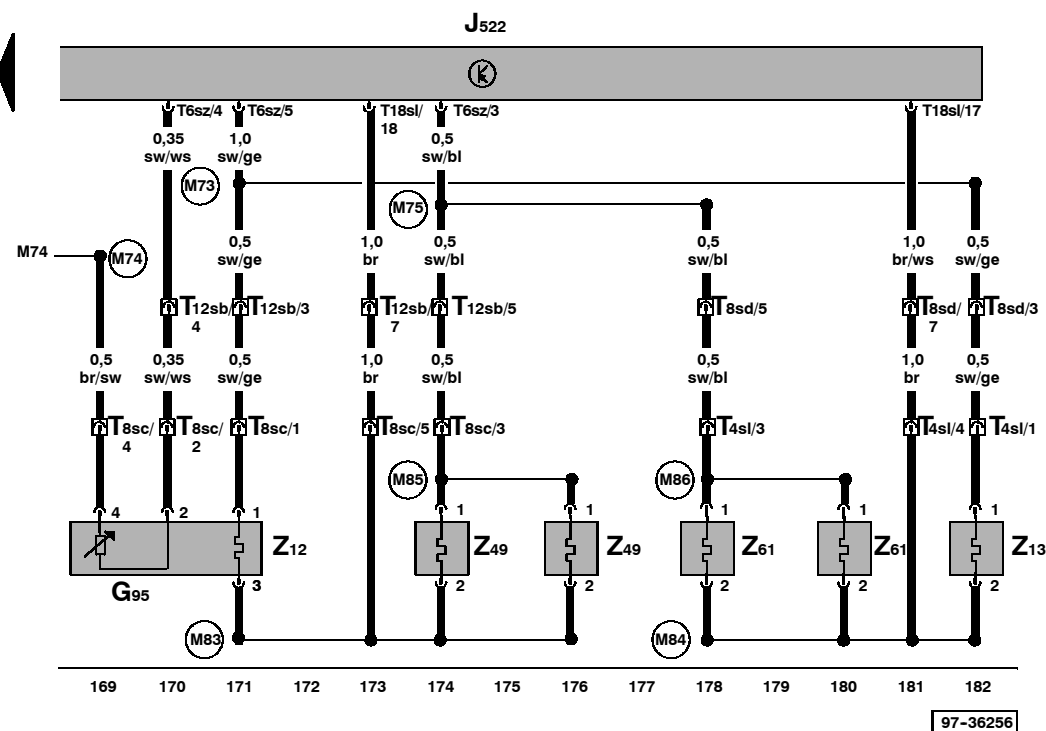 J522
T6sz/4 T6sz/5 T18sl/ T6sz/3 T18sl/17
18
0,35 1,0 0,5
sw/ws sw/ge sw/bl
M73
M75
M74 M74
0,5 1,0 0,5 0,5 1,0 0,5
sw/ge br sw/bl sw/bl br/ws sw/ge
T12sb/ T12sb/3 T12sb/ T12sb/5 T8sd/5 T8sd/ T8sd/3
4 7 7
0,5 0,35 0,5 1,0 0,5 0,5 1,0 0,5
br/sw sw/ws sw/ge br sw/bl sw/bl br sw/ge
T8sc/ T8sc/ T8sc/1 T8sc/5 T8sc/3 T4sl/3 T4sl/4 T4sl/1
4 2
M85 M86
4 2 1 1 1 1 1 1
Z12 Z49 Z49 Z61 Z61 Z13
G95 3 2 2 2 2 2
M83 M84
169 170 171 172 173 174 175 176 177 178 179 180 181 182
97-36256